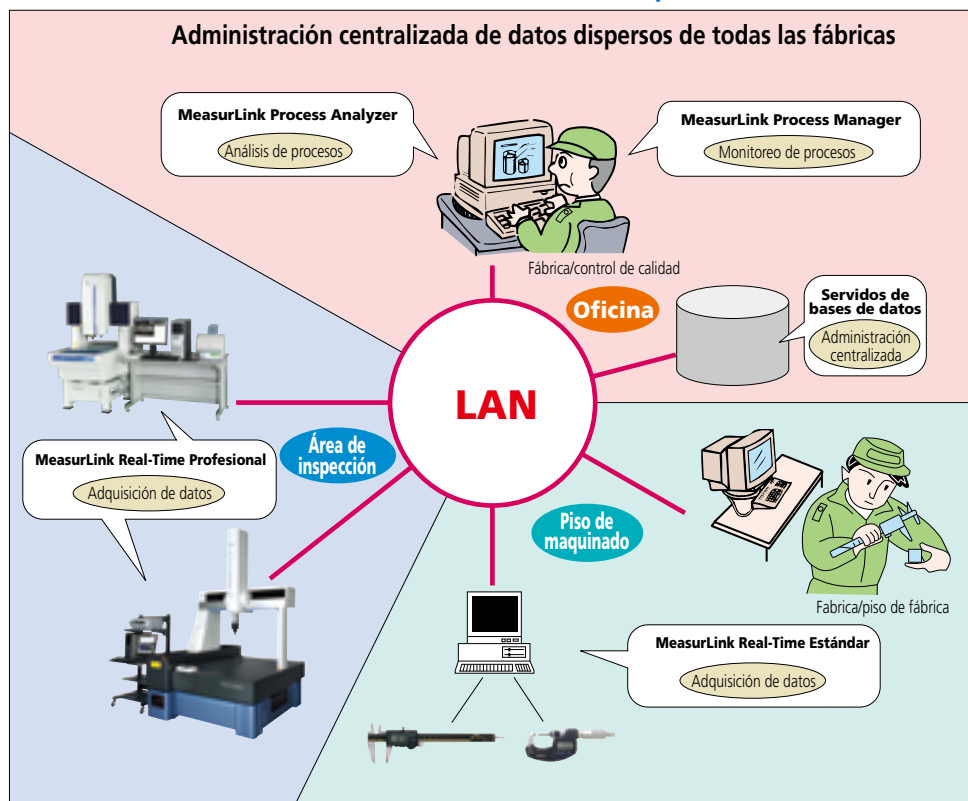 Administración centralizada de datos dispersos de todas las fábricas
MeasurLink Process Analyzer
Análisis de procesos
MeasurLink Process Manager
Monitoreo de procesos
Fábrica/control de calidad
Oficina
Servidos de
bases de datos
Administración
centralizada
LAN
Área de
inspección
MeasurLink Real-Time Profesional
Adquisición de datos
Piso de
maquinado
Fabrica/piso de fábrica
MeasurLink Real-Time Estándar
Adquisición de datos